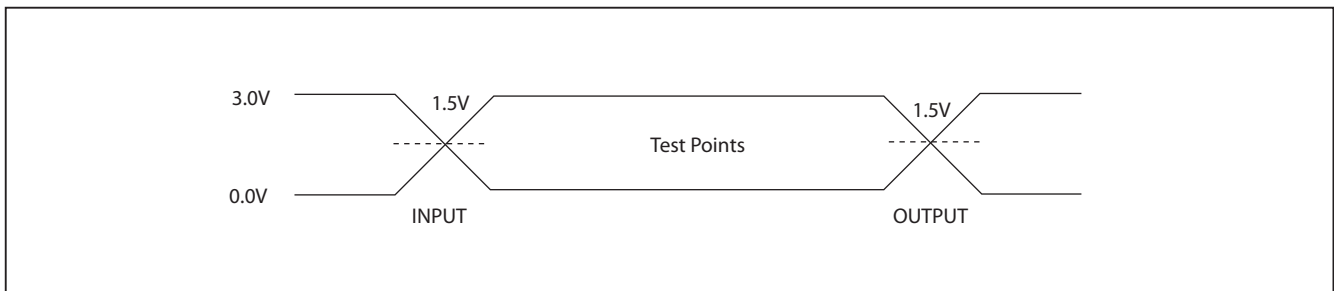 3.0V
1.5V
1.5V
Test Points
0.0V
INPUT
OUTPUT